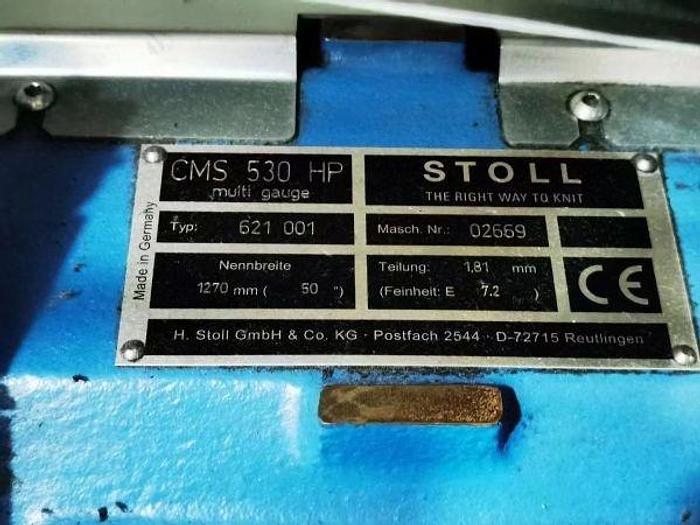 CMS 530 HP
multi gauge
STOLL
THE RIGHT WAY TO KNIT
Typ: 621 001
Masch. Nr.: 02669
Made in Germany
Nennbreite
1270 mm ( 50 ")
Teilung: 1,81 mm
(Feinheit: E 7.2 )
CE
H. Stoll GmbH & Co. KG · Postfach 2544 · D-72715 Reutlingen